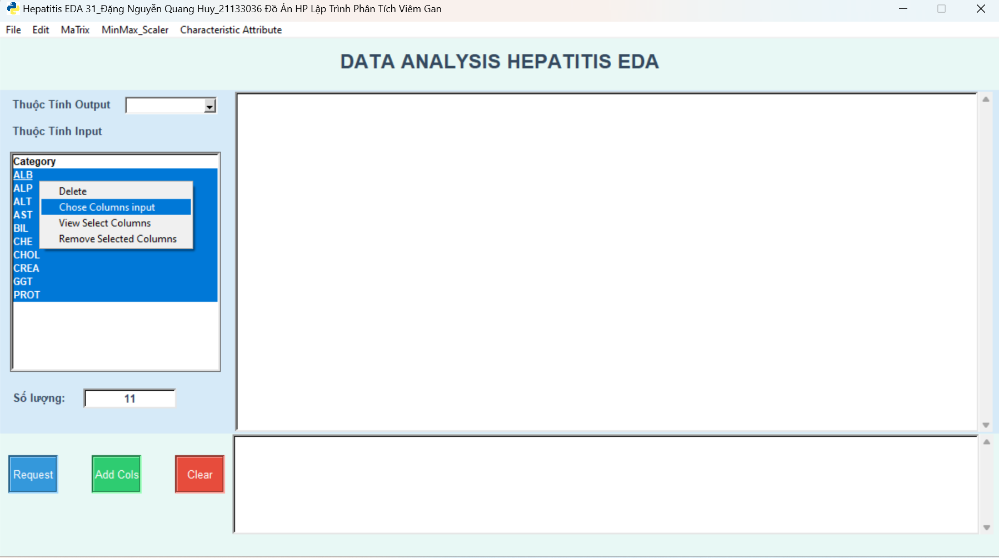 Hepatitis EDA 31_Đặng Nguyễn Quang Huy_21133036 Đồ Án HP Lập Trình Phân Tích Viêm Gan
File Edit MaTrix MinMax_Scaler Characteristic Attribute
DATA ANALYSIS HEPATITIS EDA
Thuộc Tính Output
Thuộc Tính Input
Category
ALB
ALP
ALT
AST
BIL
CHE
CHOL
CREA
GGT
PROT
Delete
Chose Columns input
View Select Columns
Remove Selected Columns
Số lượng: 11
Request Add Cols Clear